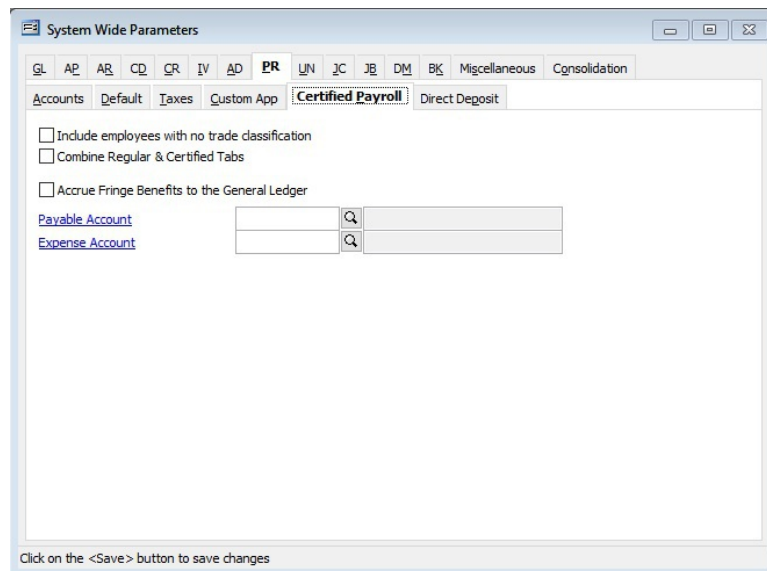 System Wide Parameters
GL AP AR CD CR IV AD PR UN JC JB DM BK Miscellaneous Consolidation
Accounts Default Taxes Custom App Certified Payroll Direct Deposit
Include employees with no trade classification
Combine Regular & Certified Tabs
Accrue Fringe Benefits to the General Ledger
Payable Account
Expense Account
Click on the <Save> button to save changes